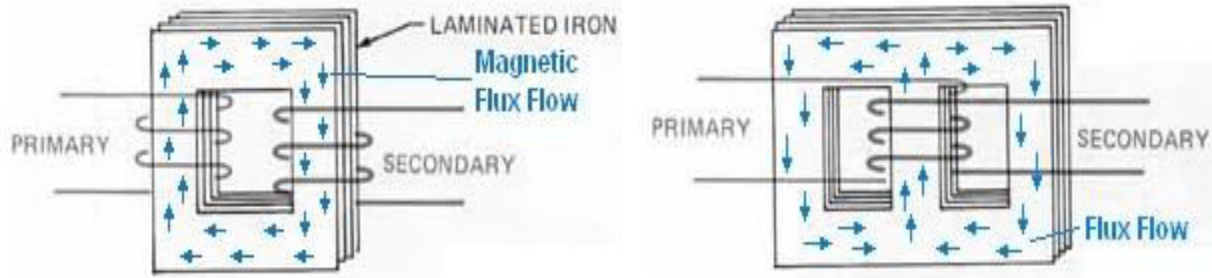 LAMINATED IRON
Magnetic
Flux Flow
PRIMARY
SECONDARY
PRIMARY
SECONDARY
Flux Flow